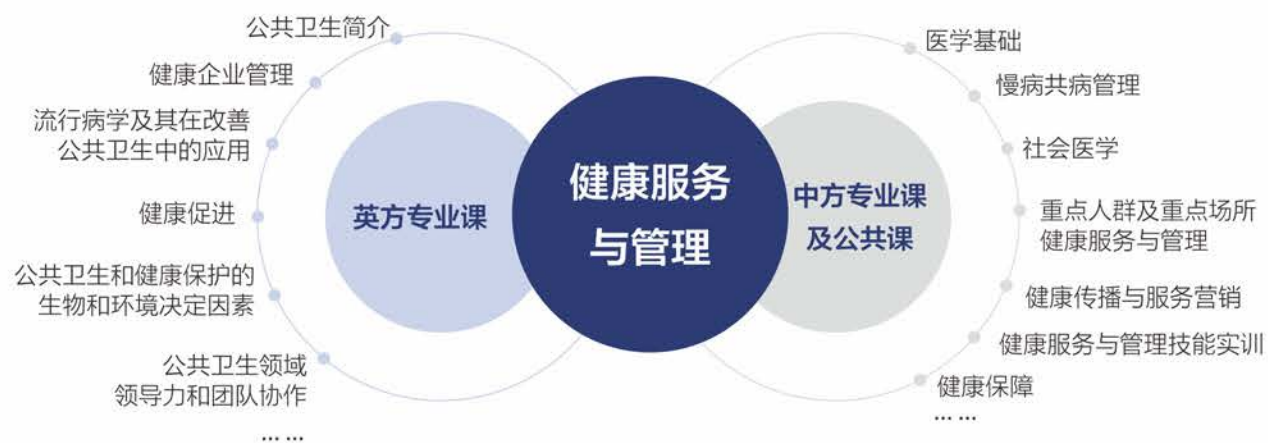 公共卫生简介
健康企业管理
流行病学及其在改善
公共卫生中的应用
健康促进
公共卫生和健康保护的
生物和环境决定因素
公共卫生领域
领导力和团队协作
... ...
英方专业课
健康服务
与管理
中方专业课
及公共课
医学基础
慢病共病管理
社会医学
重点人群及重点场所
健康服务与管理
健康传播与服务营销
健康服务与管理技能实训
健康保障
... ...